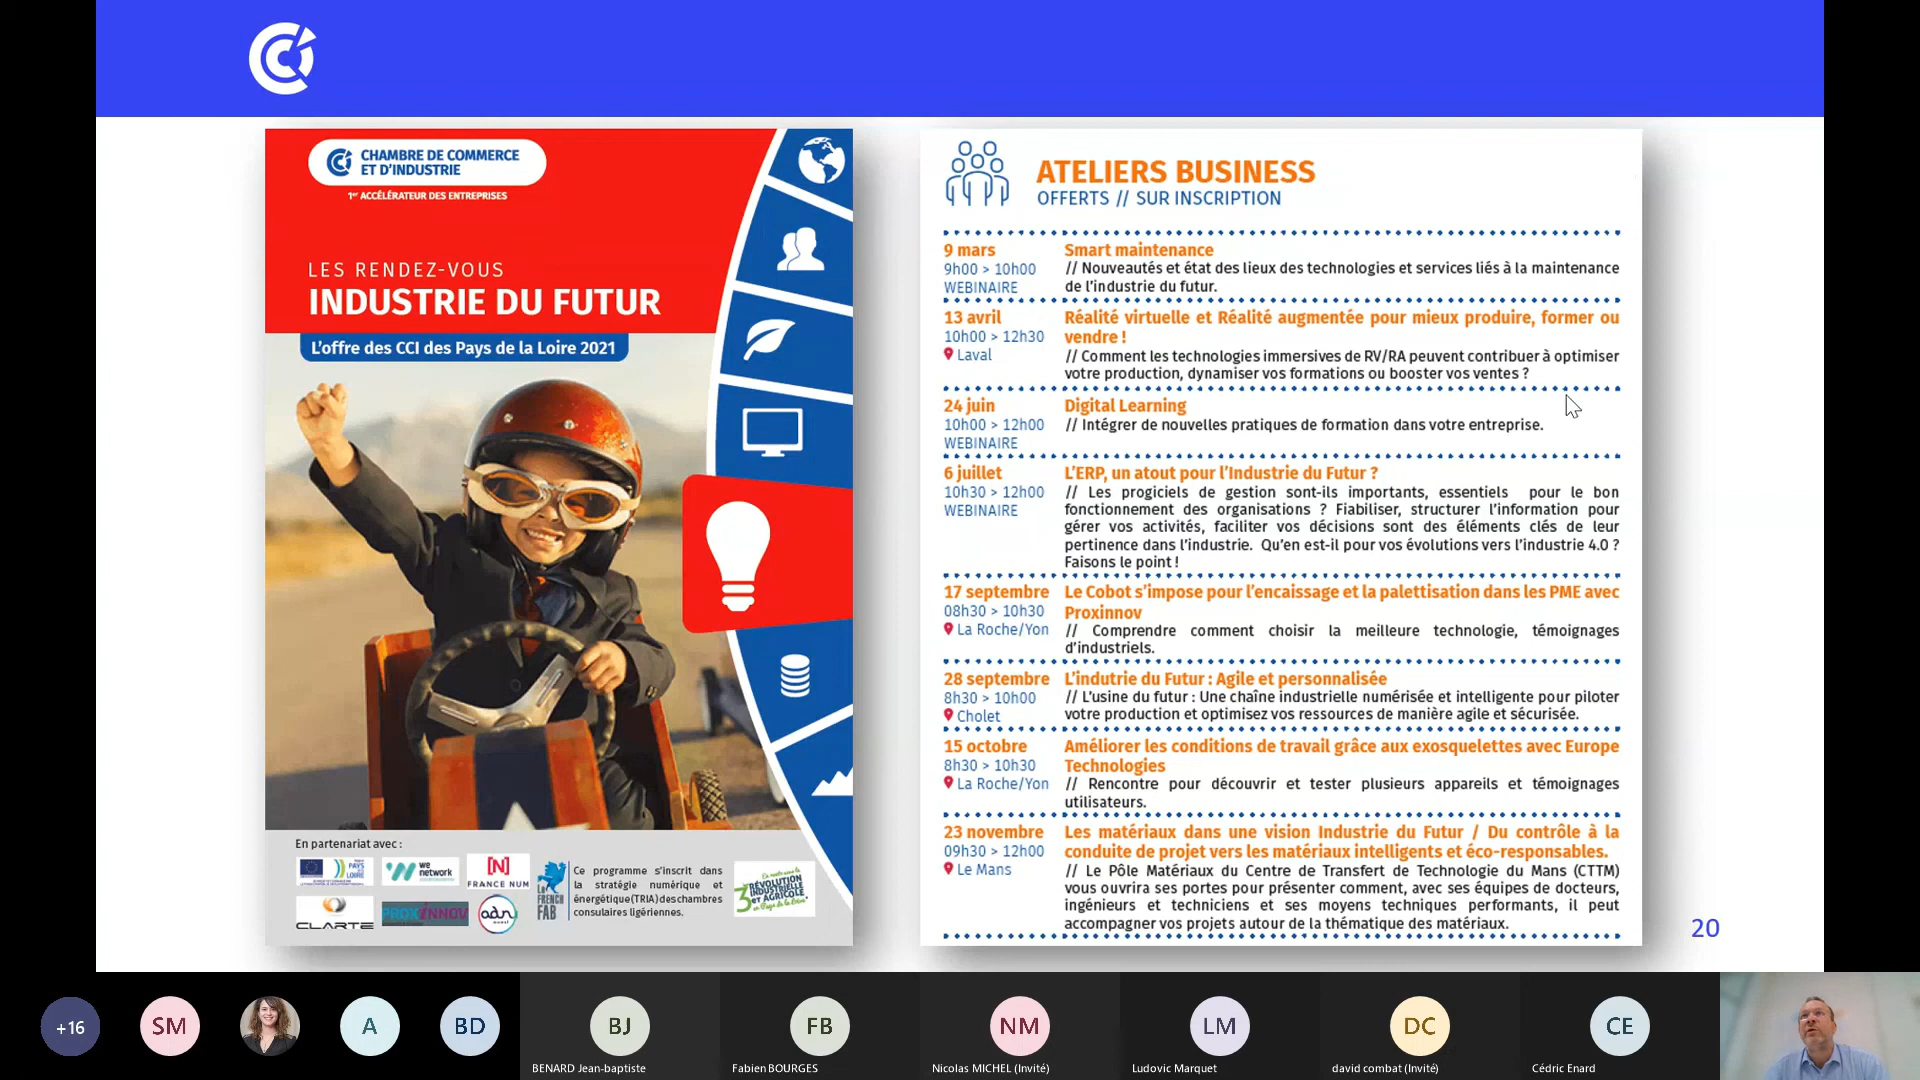 CHAMBRE DE COMMERCE
ET D'INDUSTRIE
1er ACCÉLÉRATEUR DES ENTREPRISES
LES RENDEZ-VOUS
INDUSTRIE DU FUTUR
L'offre des CCI des Pays de la Loire 2021
En partenariat avec :
we
network
[N]
FRANCE NUM
CLARTE
PROXINNOV
adn
LA
FRENCH
FAB
Ce programme s'inscrit dans
la stratégie numérique et
énergétique (TRIA) des chambres
consulaires ligériennes.
3e
RÉVOLUTION
INDUSTRIELLE
et AGRICOLE
en Pays de la Loire
ATELIERS BUSINESS
OFFERTS // SUR INSCRIPTION
9 mars
9h00 > 10h00
WEBINAIRE
Smart maintenance
// Nouveautés et état des lieux des technologies et services liés à la maintenance
de l'industrie du futur.
13 avril
10h00 > 12h30
Laval
Réalité virtuelle et Réalité augmentée pour mieux produire, former ou
vendre !
// Comment les technologies immersives de RV/RA peuvent contribuer à optimiser
votre production, dynamiser vos formations ou booster vos ventes ?
24 juin
10h00 > 12h00
WEBINAIRE
Digital Learning
// Intégrer de nouvelles pratiques de formation dans votre entreprise.
6 juillet
10h30 > 12h00
WEBINAIRE
L'ERP, un atout pour l'Industrie du Futur ?
// Les progiciels de gestion sont-ils importants, essentiels pour le bon
fonctionnement des organisations ? Fiabiliser, structurer l'information pour
gérer vos activités, faciliter vos décisions sont des éléments clés de leur
pertinence dans l'industrie. Qu'en est-il pour vos évolutions vers l'industrie 4.0 ?
Faisons le point !
17 septembre
08h30 > 10h30
La Roche/Yon
Le Cobot s'impose pour l'encaissage et la palettisation dans les PME avec
Proxinnov
// Comprendre comment choisir la meilleure technologie, témoignages
d'industriels.
28 septembre
8h30 > 10h00
Cholet
L'indutrie du Futur : Agile et personnalisée
// L'usine du futur : Une chaîne industrielle numérisée et intelligente pour piloter
votre production et optimisez vos ressources de manière agile et sécurisée.
15 octobre
8h30 > 10h30
La Roche/Yon
Améliorer les conditions de travail grâce aux exosquelettes avec Europe
Technologies
// Rencontre pour découvrir et tester plusieurs appareils et témoignages
utilisateurs.
23 novembre
09h30 > 12h00
Le Mans
Les matériaux dans une vision Industrie du Futur / Du contrôle à la
conduite de projet vers les matériaux intelligents et éco-responsables.
// Le Pôle Matériaux du Centre de Transfert de Technologie du Mans (CTTM)
vous ouvrira ses portes pour présenter comment, avec ses équipes de docteurs,
ingénieurs et techniciens et ses moyens techniques performants, il peut
accompagner vos projets autour de la thématique des matériaux.
20
+16
SM
A
BD
BJ
BENARD Jean-baptiste
FB
Fabien BOURGES
NM
Nicolas MICHEL (Invité)
LM
Ludovic Marquet
DC
david combat (Invité)
CE
Cédric Enard